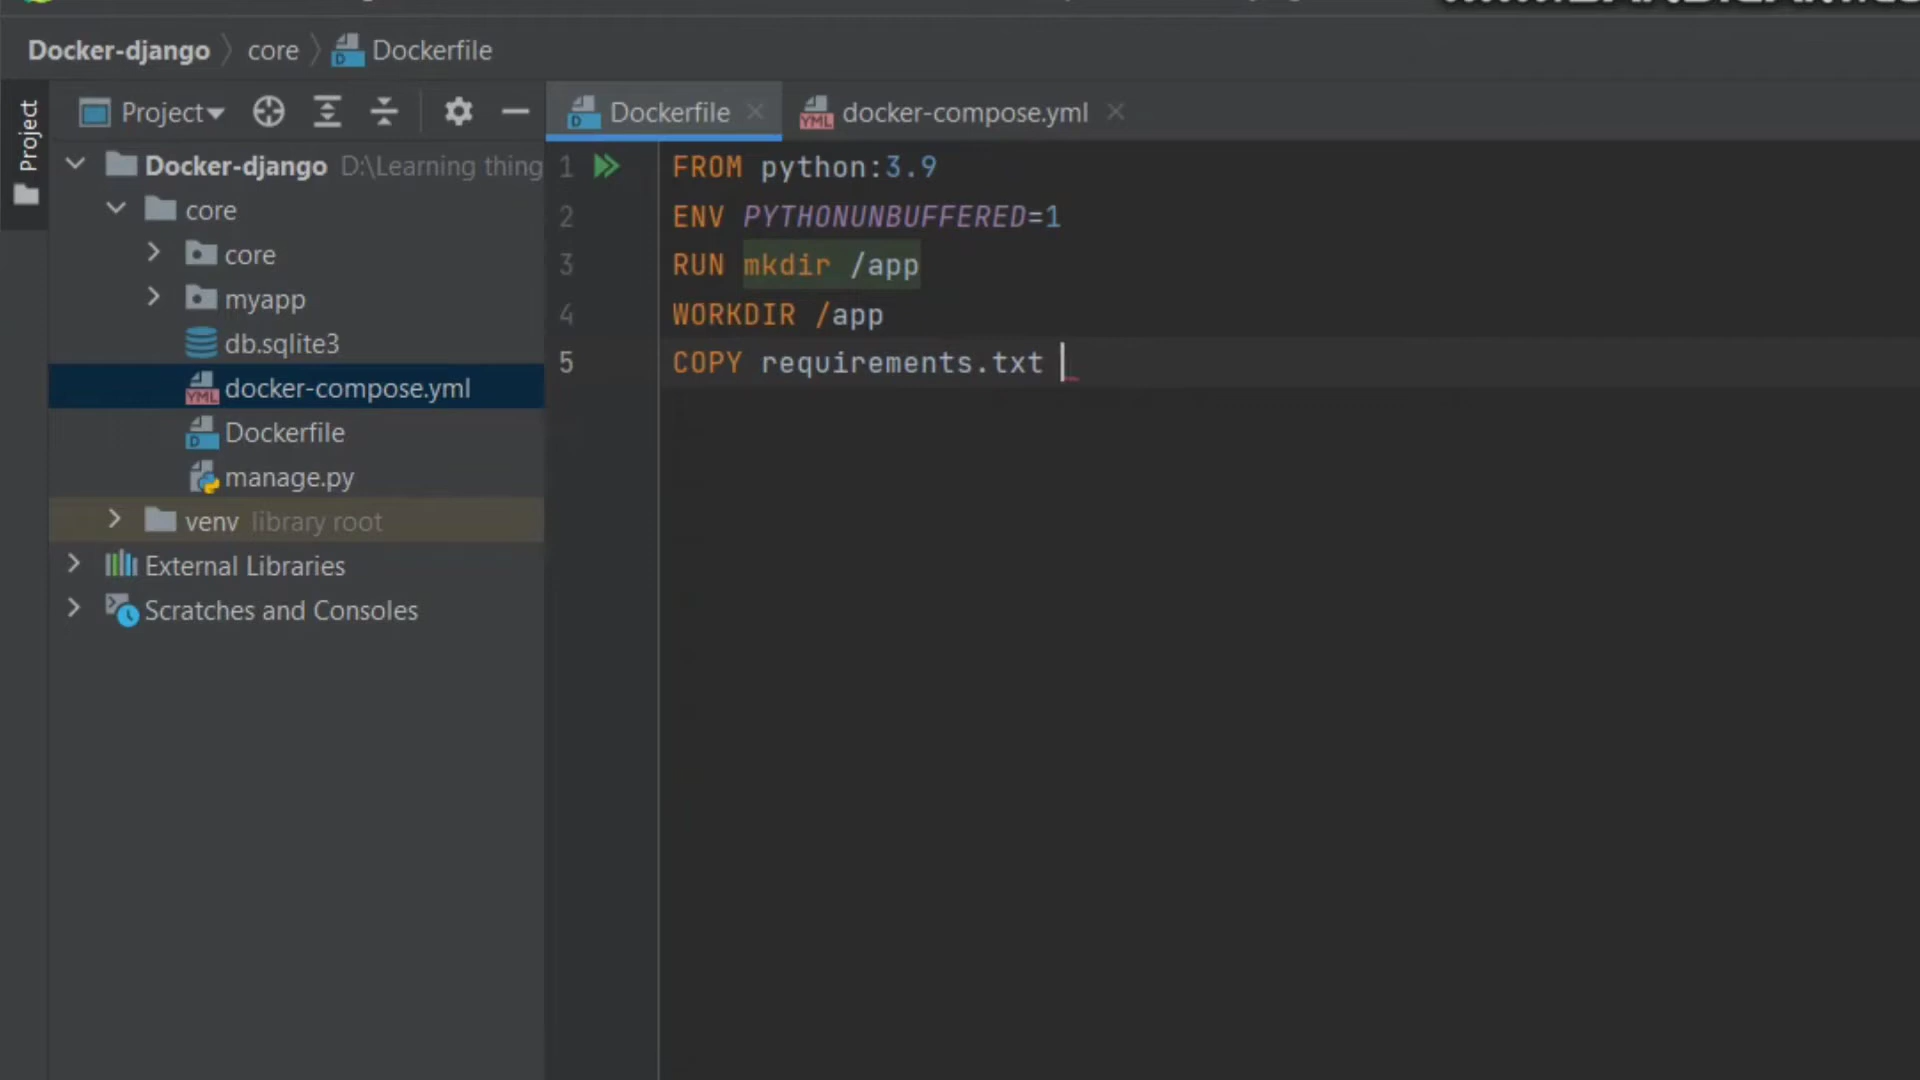 Docker-django core Dockerfile
Project
Project
Dockerfile docker-compose.yml
Docker-django D:\Learning thing
core
core
myapp
db.sqlite3
docker-compose.yml
Dockerfile
manage.py
venv library root
External Libraries
Scratches and Consoles
1 FROM python:3.9
2 ENV PYTHONUNBUFFERED=1
3 RUN mkdir /app
4 WORKDIR /app
5 COPY requirements.txt